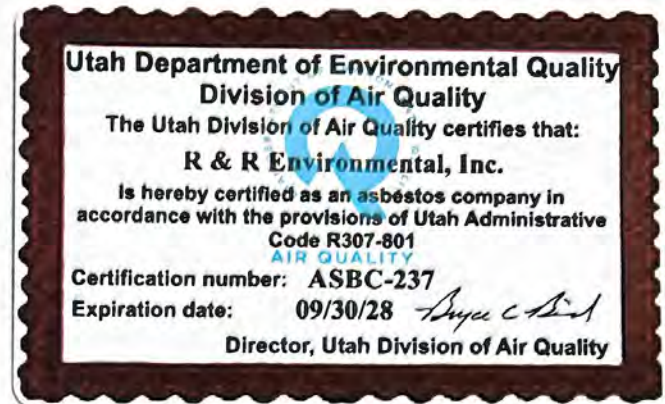 Utah Department of Environmental Quality
Division of Air Quality
The Utah Division of Air Quality certifies that:
R & R Environmental, Inc.
Is hereby certified as an asbestos company in
accordance with the provisions of Utah Administrative
Code R307-801
AIR QUALITY
Certification number: ASBC-237
Expiration date: 09/30/28 Bryce C Bird
Director, Utah Division of Air Quality